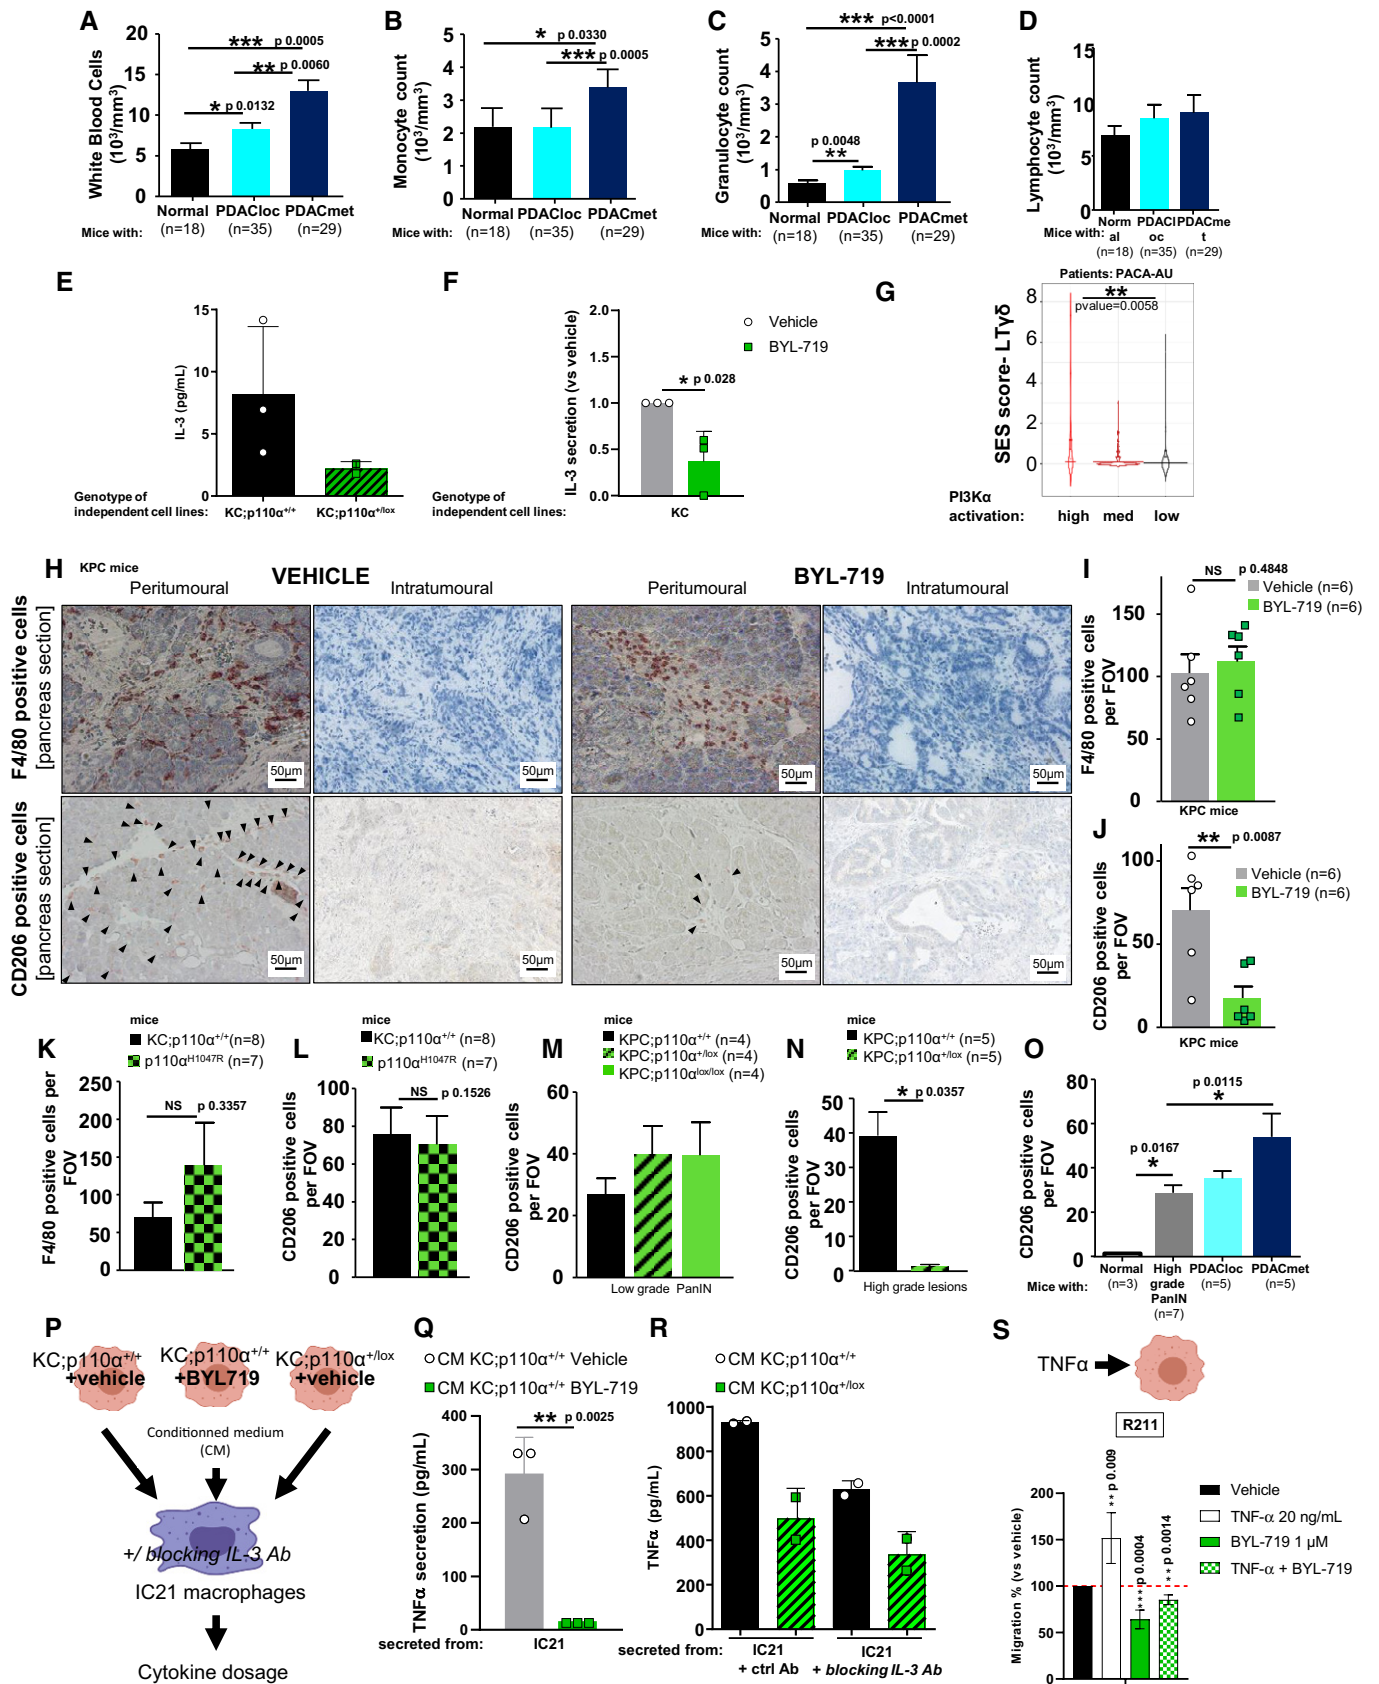 A
White Blood Cells
(10³/mm³)
20
15
10
5
0
*** p 0.0005
** p 0.0060
* p 0.0132
Normal PDACloc PDACmet
Mice with: (n=18) (n=35) (n=29)
B
Monocyte count
(10³/mm³)
5
4
3
2
1
0
* p 0.0330
*** p 0.0005
Normal PDACloc PDACmet
Mice with: (n=18) (n=35) (n=29)
C
Granulocyte count
(10³/mm³)
5
4
3
2
1
0
*** p<0.0001
*** p 0.0002
p 0.0048
**
Normal PDACloc PDACmet
Mice with: (n=18) (n=35) (n=29)
D
Lymphocyte count
(10³/mm³)
15
10
5
0
Norm PDACl PDACme
Mice with: al oc t
(n=18) (n=35) (n=29)
E
IL-3 (pg/mL)
15
10
5
0
Genotype of
independent cell lines: KC;p110α+/+ KC;p110α+/lox
F
IL-3 secretion (vs vehicle)
2.0
1.5
1.0
0.5
0.0
Vehicle
BYL-719
* p 0.028
Genotype of
independent cell lines: KC
G
Patients: PACA-AU
**
pvalue=0.0058
SES score- LTγδ
8
6
4
2
0
PI3Kα
activation: high med low
H
KPC mice
VEHICLE
BYL-719
Peritumoural Intratumoural Peritumoural Intratumoural
F4/80 positive cells
[pancreas section]
50µm 50µm 50µm 50µm
CD206 positive cells
[pancreas section]
50µm 50µm 50µm 50µm
I
NS p 0.4848
Vehicle (n=6)
BYL-719 (n=6)
F4/80 positive cells
per FOV
150
100
50
0
KPC mice
J
** p 0.0087
Vehicle (n=6)
BYL-719 (n=6)
CD206 positive cells
per FOV
100
50
0
KPC mice
K
mice
KC;p110α+/+(n=8)
p110αH1047R (n=7)
F4/80 positive cells per
FOV
250
200
150
100
50
0
NS p 0.3357
L
mice
KC;p110α+/+ (n=8)
p110αH1047R (n=7)
CD206 positive cells
per FOV
100
80
60
40
20
0
NS p 0.1526
M
mice
KPC;p110α+/+ (n=4)
KPC;p110α+/lox (n=4)
KPC;p110αlox/lox (n=4)
CD206 positive cells
per FOV
60
40
20
0
Low grade PanIN
N
mice
KPC;p110α+/+ (n=5)
KPC;p110α+/lox (n=5)
CD206 positive cells
per FOV
50
40
30
20
10
0
* p 0.0357
High grade lesions
O
CD206 positive cells
per FOV
80
60
40
20
0
p 0.0115
*
p 0.0167
*
Normal High PDACloc PDACmet
Mice with: (n=3) grade (n=5) (n=5)
PanIN
(n=7)
P
KC;p110α+/+ KC;p110α+/+ KC;p110α+/lox
+vehicle +BYL719 +vehicle
Conditionned medium
(CM)
+/ blocking IL-3 Ab
IC21 macrophages
Cytokine dosage
Q
CM KC;p110α+/+ Vehicle
CM KC;p110α+/+ BYL-719
TNFα secretion (pg/mL)
400
300
200
100
0
** p 0.0025
secreted from: IC21
R
CM KC;p110α+/+
CM KC;p110α+/lox
TNFα (pg/mL)
1000
800
600
400
200
0
secreted from: IC21 IC21
+ ctrl Ab + blocking IL-3 Ab
S
TNFα
R211
Migration % (vs vehicle)
200
150
100
50
0
** p 0.009
*** p 0.0004
** p 0.0014
Vehicle
TNF-α 20 ng/mL
BYL-719 1 µM
TNF-α + BYL-719